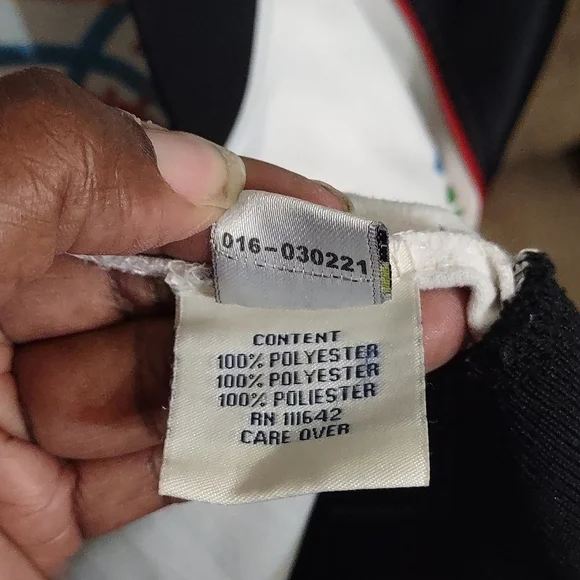 016-030221
CONTENT
100% POLYESTER
100% POLYESTER
100% POLIESTER
RN 111642
CARE OVER